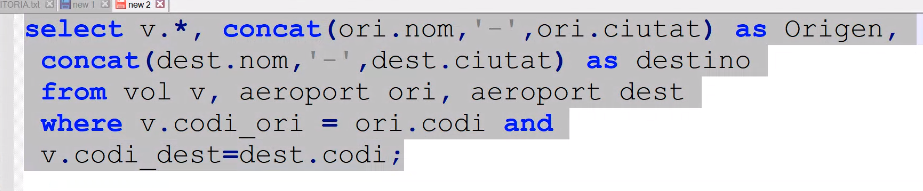 ITORIA.txt new 1 new 2
select v.*, concat(ori.nom,'-',ori.ciutat) as Origen,
concat(dest.nom,'-',dest.ciutat) as destino
from vol v, aeroport ori, aeroport dest
where v.codi_ori = ori.codi and
v.codi_dest=dest.codi;